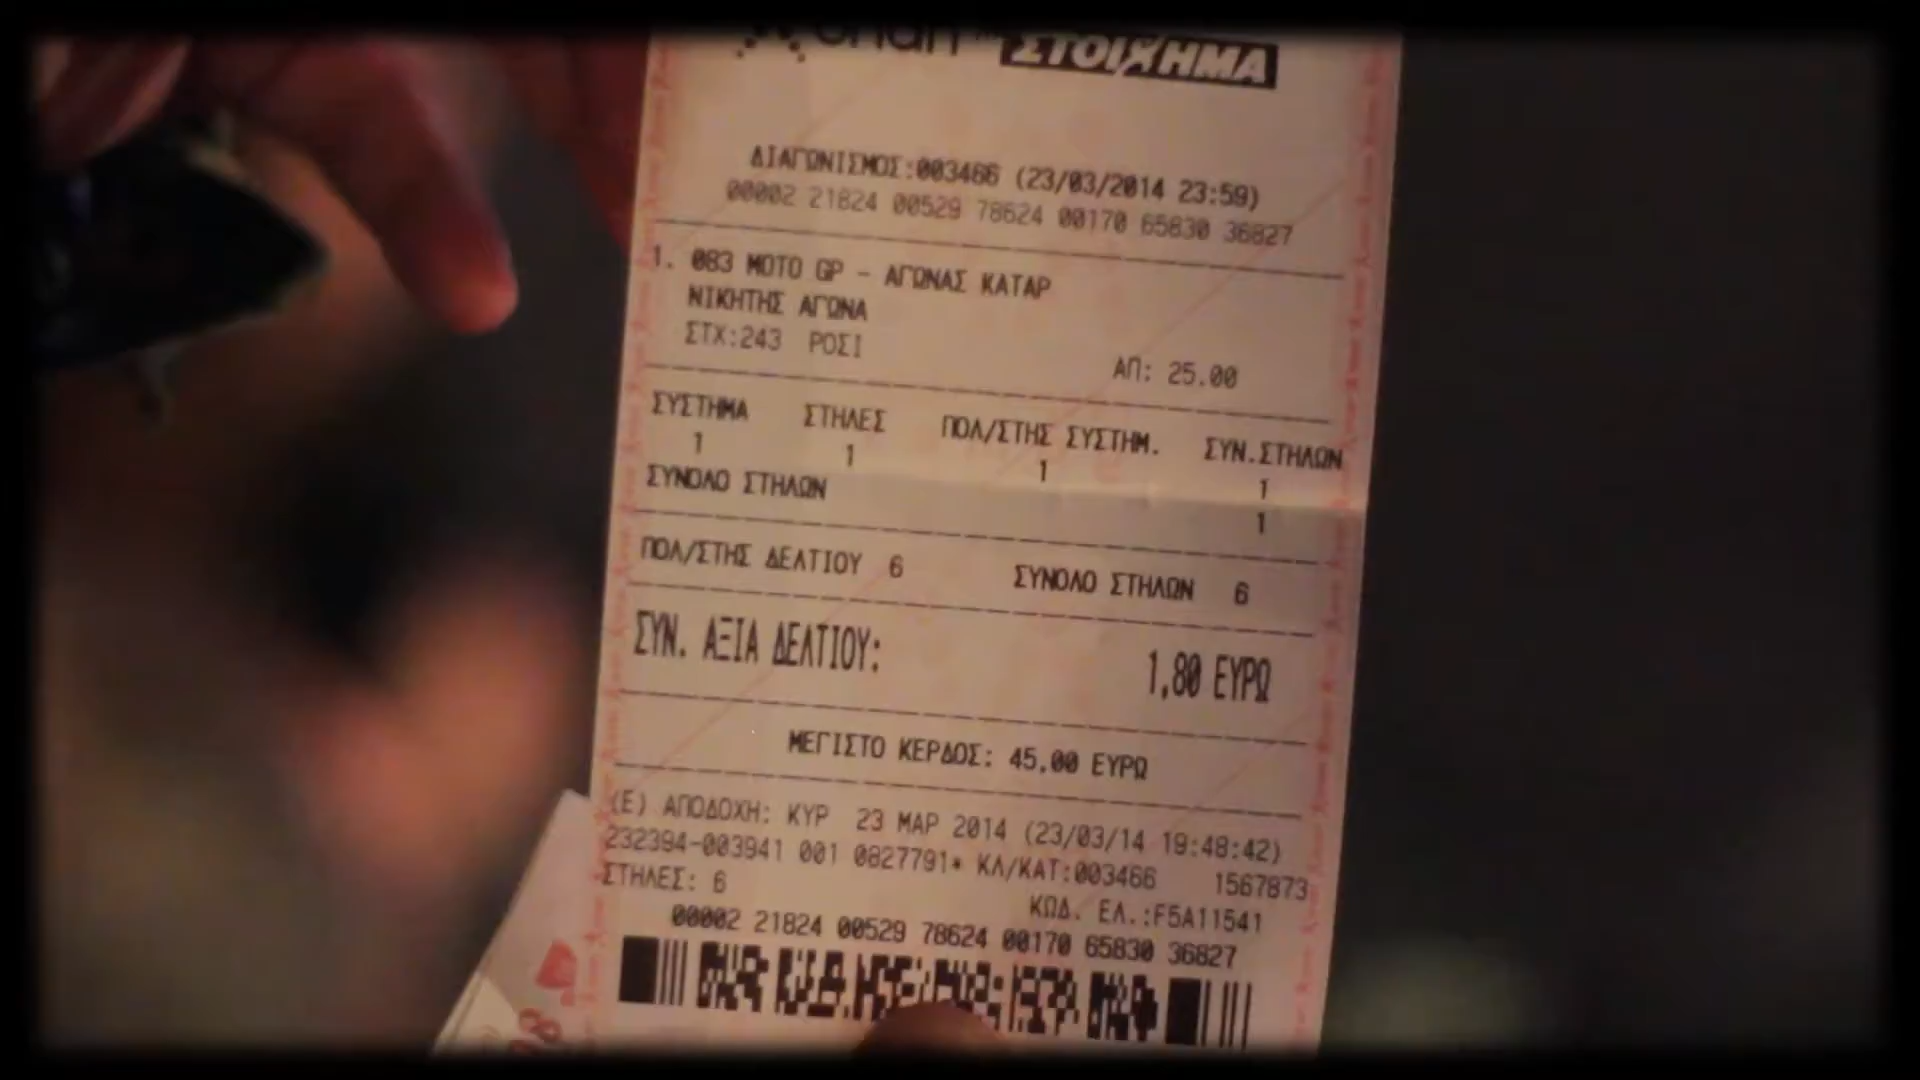 ΣΤΟΙΧΗΜΑ
ΔΙΑΓΩΝΙΣΜΟΣ:003466 (23/03/2014 23:59)
00002 21824 00529 78624 00170 65830 36827
1. 083 MOTO GP - ΑΓΩΝΑΣ ΚΑΤΑΡ
ΝΙΚΗΤΗΣ ΑΓΩΝΑ
ΣΤΧ:243 ΡΟΣΙ ΑΠ: 25.00
ΣΥΣΤΗΜΑ ΣΤΗΛΕΣ ΠΟΛ/ΣΤΗΣ ΣΥΣΤΗΜ. ΣΥΝ.ΣΤΗΛΩΝ
1 1 1 1
ΣΥΝΟΛΟ ΣΤΗΛΩΝ 1
ΠΟΛ/ΣΤΗΣ ΔΕΛΤΙΟΥ 6 ΣΥΝΟΛΟ ΣΤΗΛΩΝ 6
ΣΥΝ. ΑΞΙΑ ΔΕΛΤΙΟΥ: 1,80 ΕΥΡΩ
ΜΕΓΙΣΤΟ ΚΕΡΔΟΣ: 45.00 ΕΥΡΩ
(Ε) ΑΠΟΔΟΧΗ: ΚΥΡ 23 ΜΑΡ 2014 (23/03/14 19:48:42)
232394-003941 001 0827791* ΚΛ/ΚΑΤ:003466 1567873
ΣΤΗΛΕΣ: 6 ΚΩΔ. ΕΛ.:F5A11541
00002 21824 00529 78624 00170 65830 36827